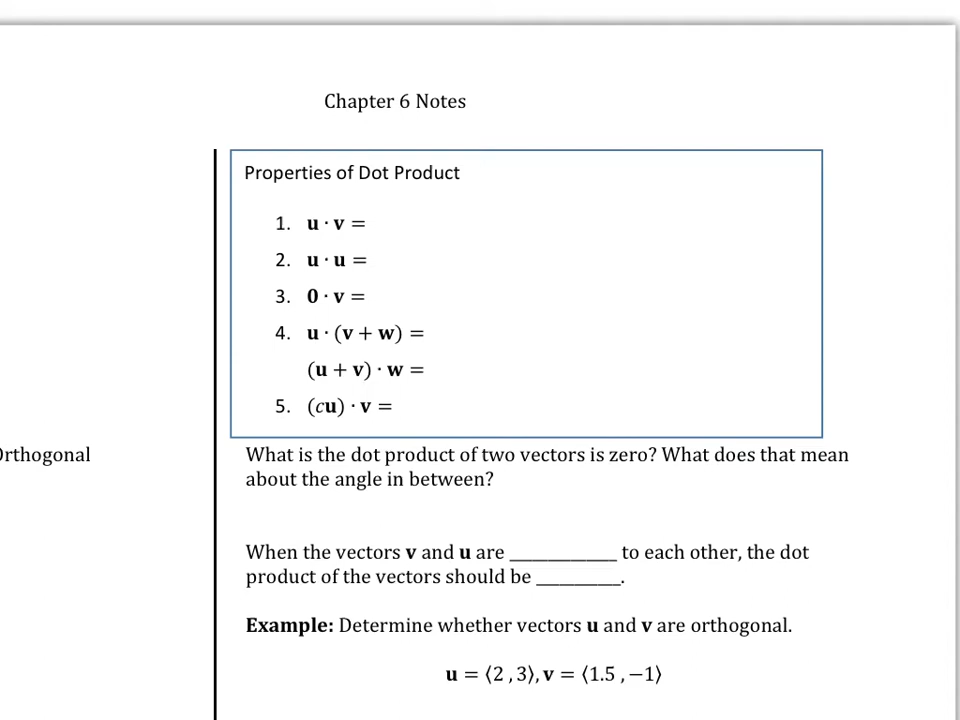 Chapter 6 Notes
Properties of Dot Product
1. u · v =
2. u · u =
3. 0 · v =
4. u · (v + w) =
(u + v) · w =
5. (cu) · v =
Orthogonal
What is the dot product of two vectors is zero? What does that mean
about the angle in between?
When the vectors v and u are ____________ to each other, the dot
product of the vectors should be __________.
Example: Determine whether vectors u and v are orthogonal.
u = ⟨2 , 3⟩, v = ⟨1.5 , −1⟩